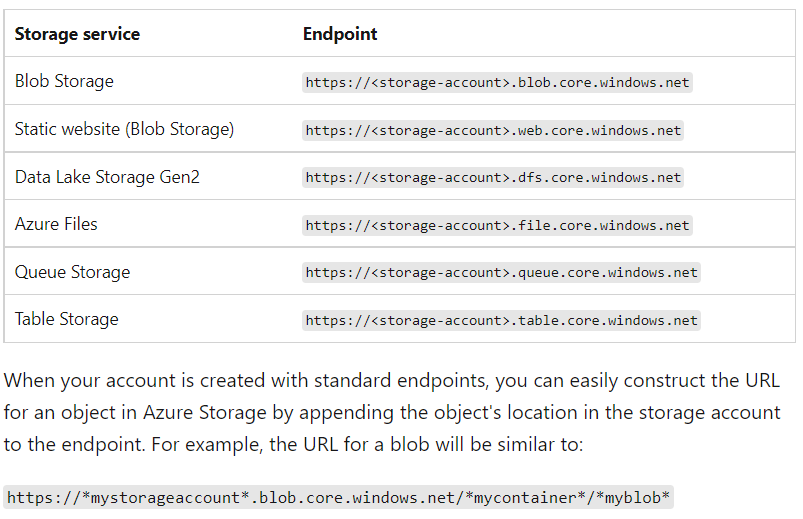 Storage service Endpoint
Blob Storage https://<storage-account>.blob.core.windows.net
Static website (Blob Storage) https://<storage-account>.web.core.windows.net
Data Lake Storage Gen2 https://<storage-account>.dfs.core.windows.net
Azure Files https://<storage-account>.file.core.windows.net
Queue Storage https://<storage-account>.queue.core.windows.net
Table Storage https://<storage-account>.table.core.windows.net
When your account is created with standard endpoints, you can easily construct the URL
for an object in Azure Storage by appending the object's location in the storage account
to the endpoint. For example, the URL for a blob will be similar to:
https://*mystorageaccount*.blob.core.windows.net/*mycontainer*/*myblob*